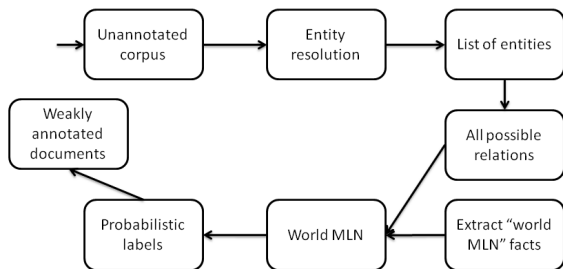 Unannotated
corpus
Entity
resolution
List of entities
Weakly
annotated
documents
All possible
relations
Probabilistic
labels
World MLN
Extract “world
MLN” facts